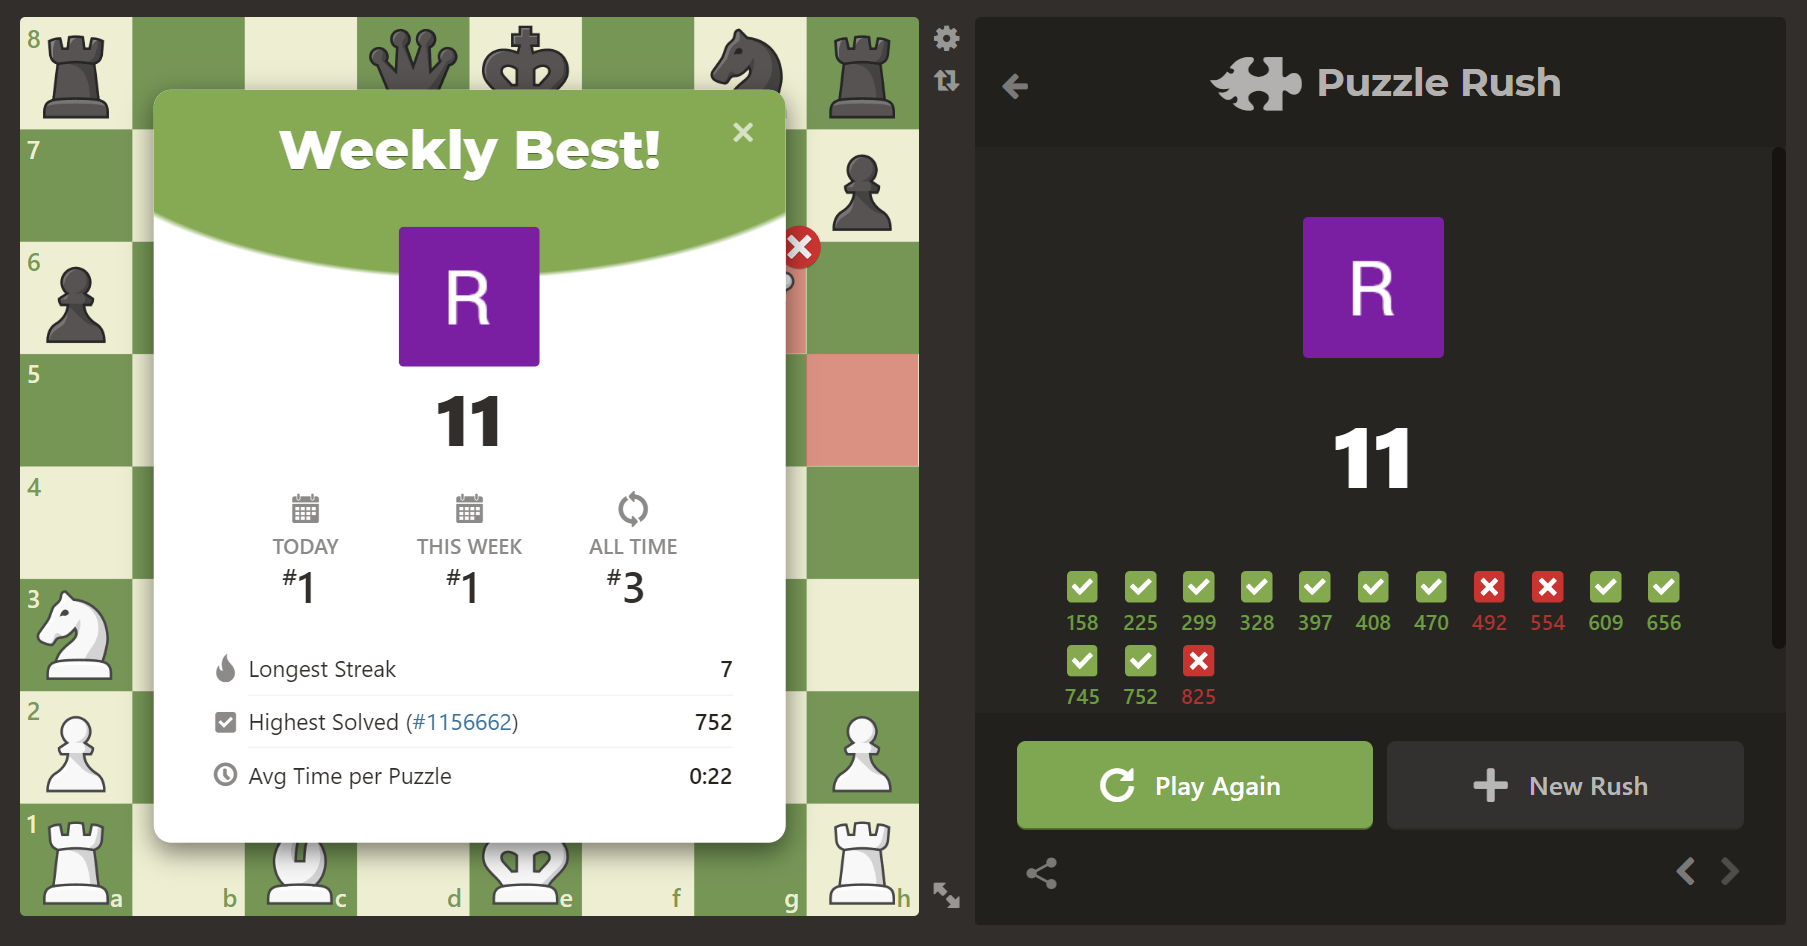 8
7
6
5
4
3
2
1
a b c d e f g h
Weekly Best!
R
11
TODAY THIS WEEK ALL TIME
#1 #1 #3
Longest Streak 7
Highest Solved (#1156662) 752
Avg Time per Puzzle 0:22
Puzzle Rush
R
11
158 225 299 328 397 408 470 492 554 609 656
745 752 825
Play Again New Rush